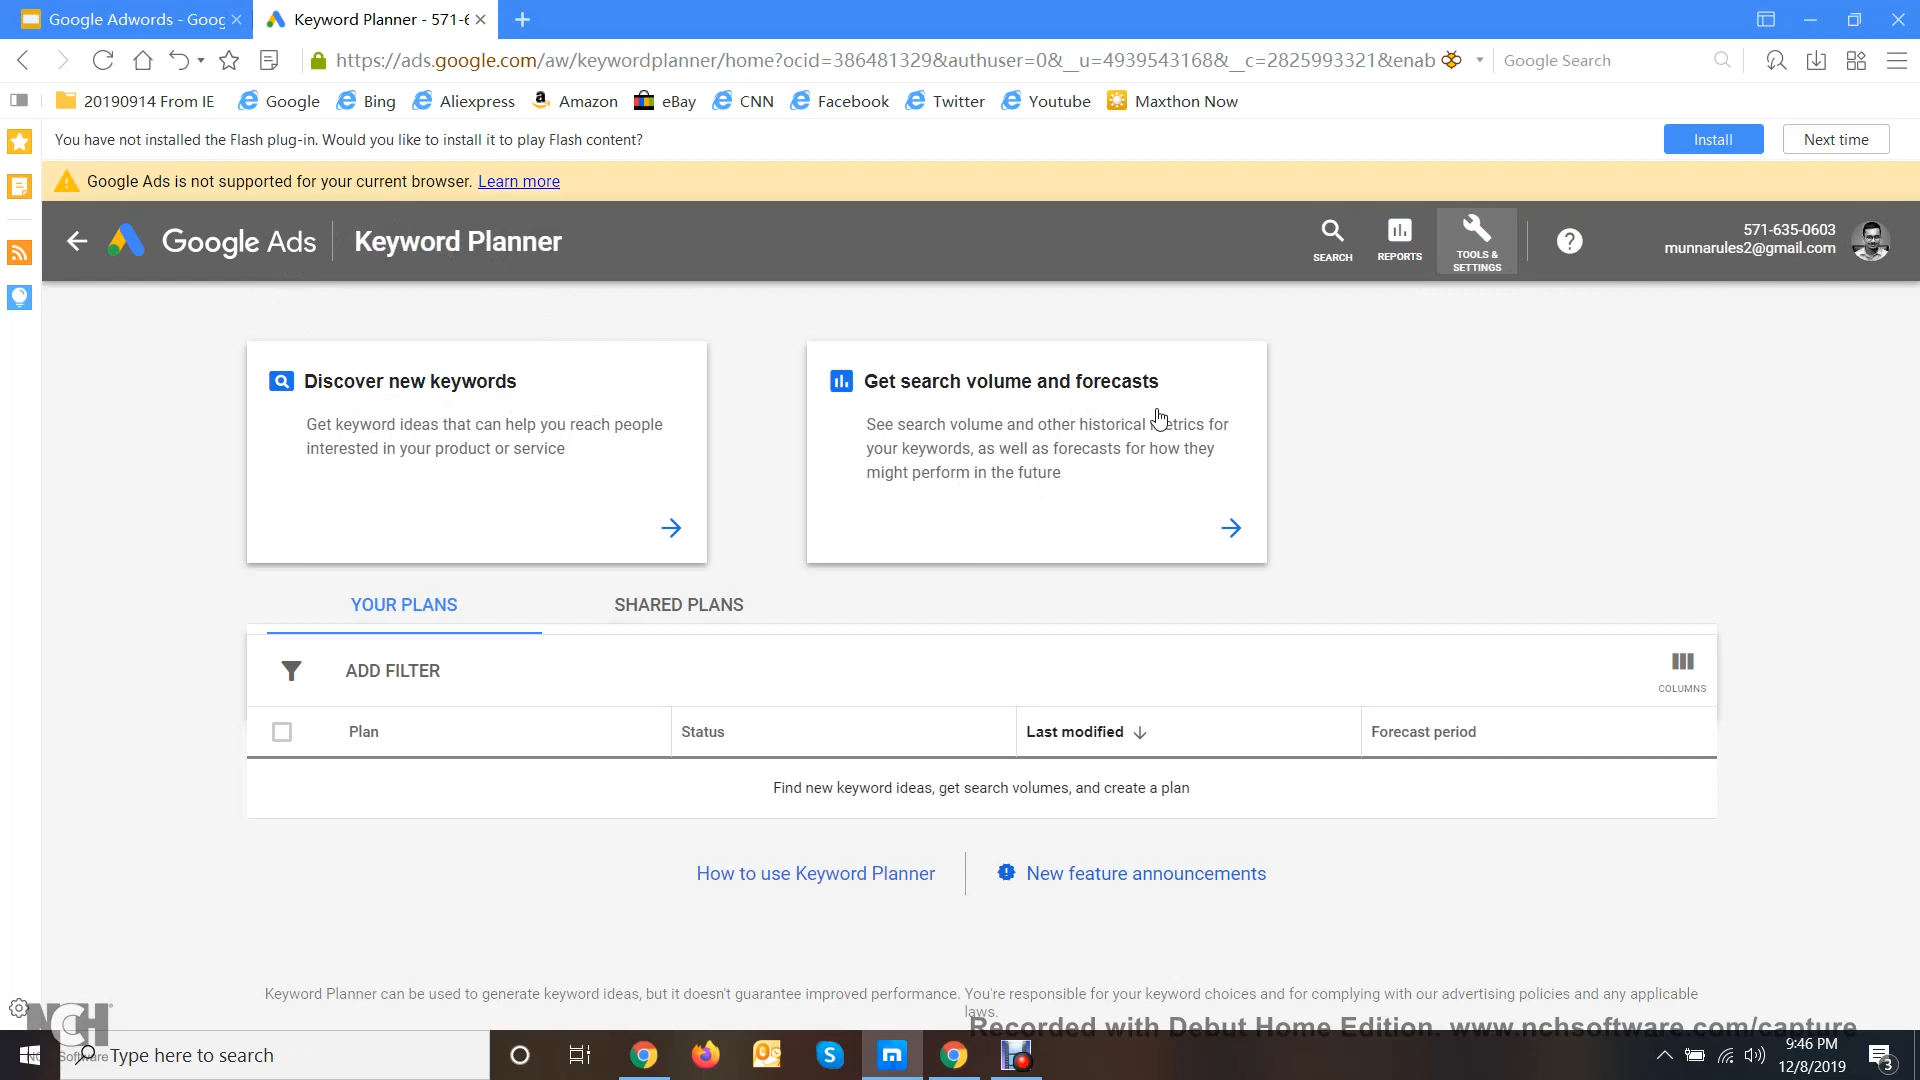 Google Adwords - Goog
Keyword Planner - 571-6
https://ads.google.com/aw/keywordplanner/home?ocid=386481329&authuser=0&__u=4939543168&__c=2825993321&enab
Google Search
20190914 From IE
Google
Bing
Aliexpress
Amazon
eBay
CNN
Facebook
Twitter
Youtube
Maxthon Now
You have not installed the Flash plug-in. Would you like to install it to play Flash content?
Install
Next time
Google Ads is not supported for your current browser. Learn more
Google Ads
Keyword Planner
SEARCH
REPORTS
TOOLS &
SETTINGS
571-635-0603
munnarules2@gmail.com
Discover new keywords
Get keyword ideas that can help you reach people
interested in your product or service
Get search volume and forecasts
See search volume and other historical metrics for
your keywords, as well as forecasts for how they
might perform in the future
YOUR PLANS
SHARED PLANS
ADD FILTER
COLUMNS
Plan
Status
Last modified
Forecast period
Find new keyword ideas, get search volumes, and create a plan
How to use Keyword Planner
New feature announcements
Keyword Planner can be used to generate keyword ideas, but it doesn't guarantee improved performance. You're responsible for your keyword choices and for complying with our advertising policies and any applicable
laws.
NCH
Software
Recorded with Debut Home Edition. www.nchsoftware.com/capture
Type here to search
9:46 PM
12/8/2019
3